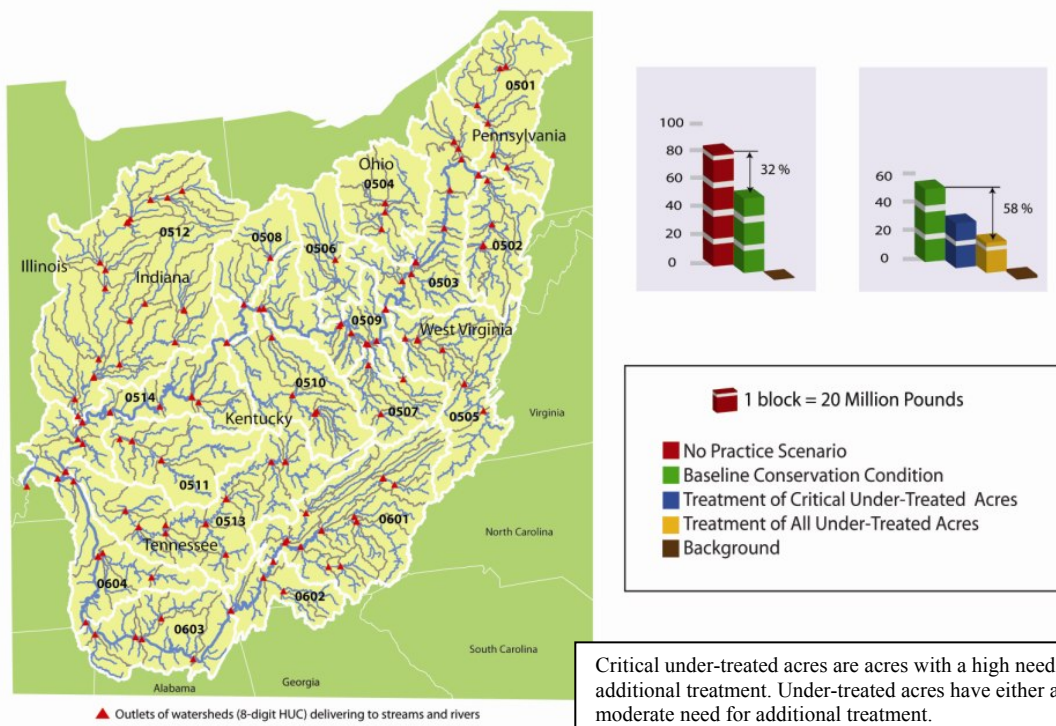 0501
Pennsylvania
Ohio
0504
0512
0508
0506
0502
Illinois
Indiana
0503
0509
West Virginia
0510
0514
Kentucky
0507
0505
Virginia
0511
0513
0601
Tennessee
North Carolina
0604
0602
0603
South Carolina
Alabama
Georgia
Outlets of watersheds (8-digit HUC) delivering to streams and rivers
100
80
60
40
20
0
32 %
60
40
20
0
58 %
1 block = 20 Million Pounds
No Practice Scenario
Baseline Conservation Condition
Treatment of Critical Under-Treated Acres
Treatment of All Under-Treated Acres
Background
Critical under-treated acres are acres with a high need
additional treatment. Under-treated acres have either a
moderate need for additional treatment.